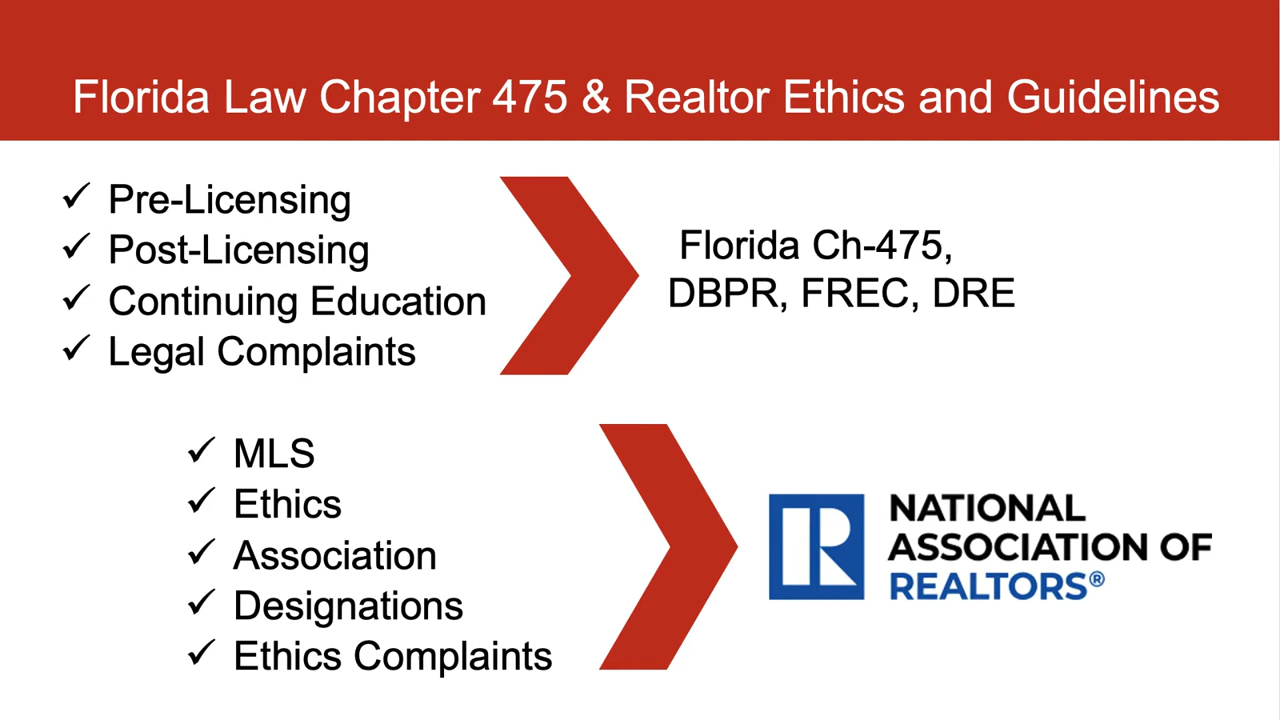 Florida Law Chapter 475 & Realtor Ethics and Guidelines
✓ Pre-Licensing
✓ Post-Licensing
✓ Continuing Education
✓ Legal Complaints
Florida Ch-475,
DBPR, FREC, DRE
✓ MLS
✓ Ethics
✓ Association
✓ Designations
✓ Ethics Complaints
R
NATIONAL
ASSOCIATION OF
REALTORS®